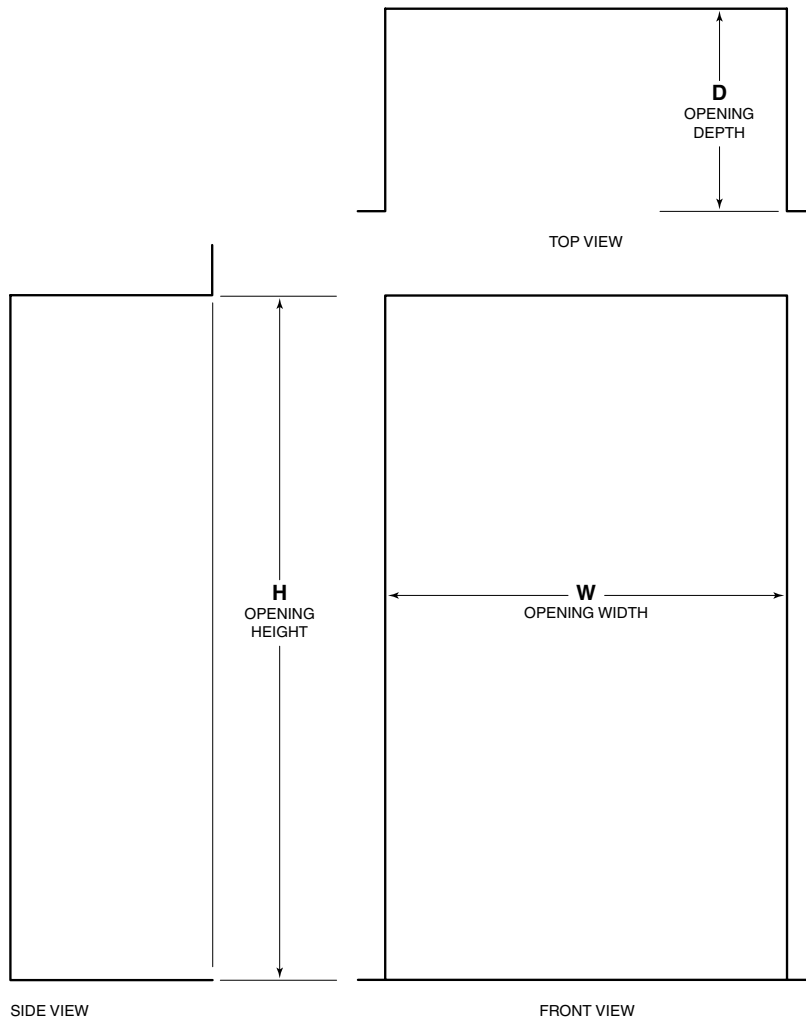 D
OPENING
DEPTH
TOP VIEW
H
OPENING
HEIGHT
W
OPENING WIDTH
SIDE VIEW
FRONT VIEW